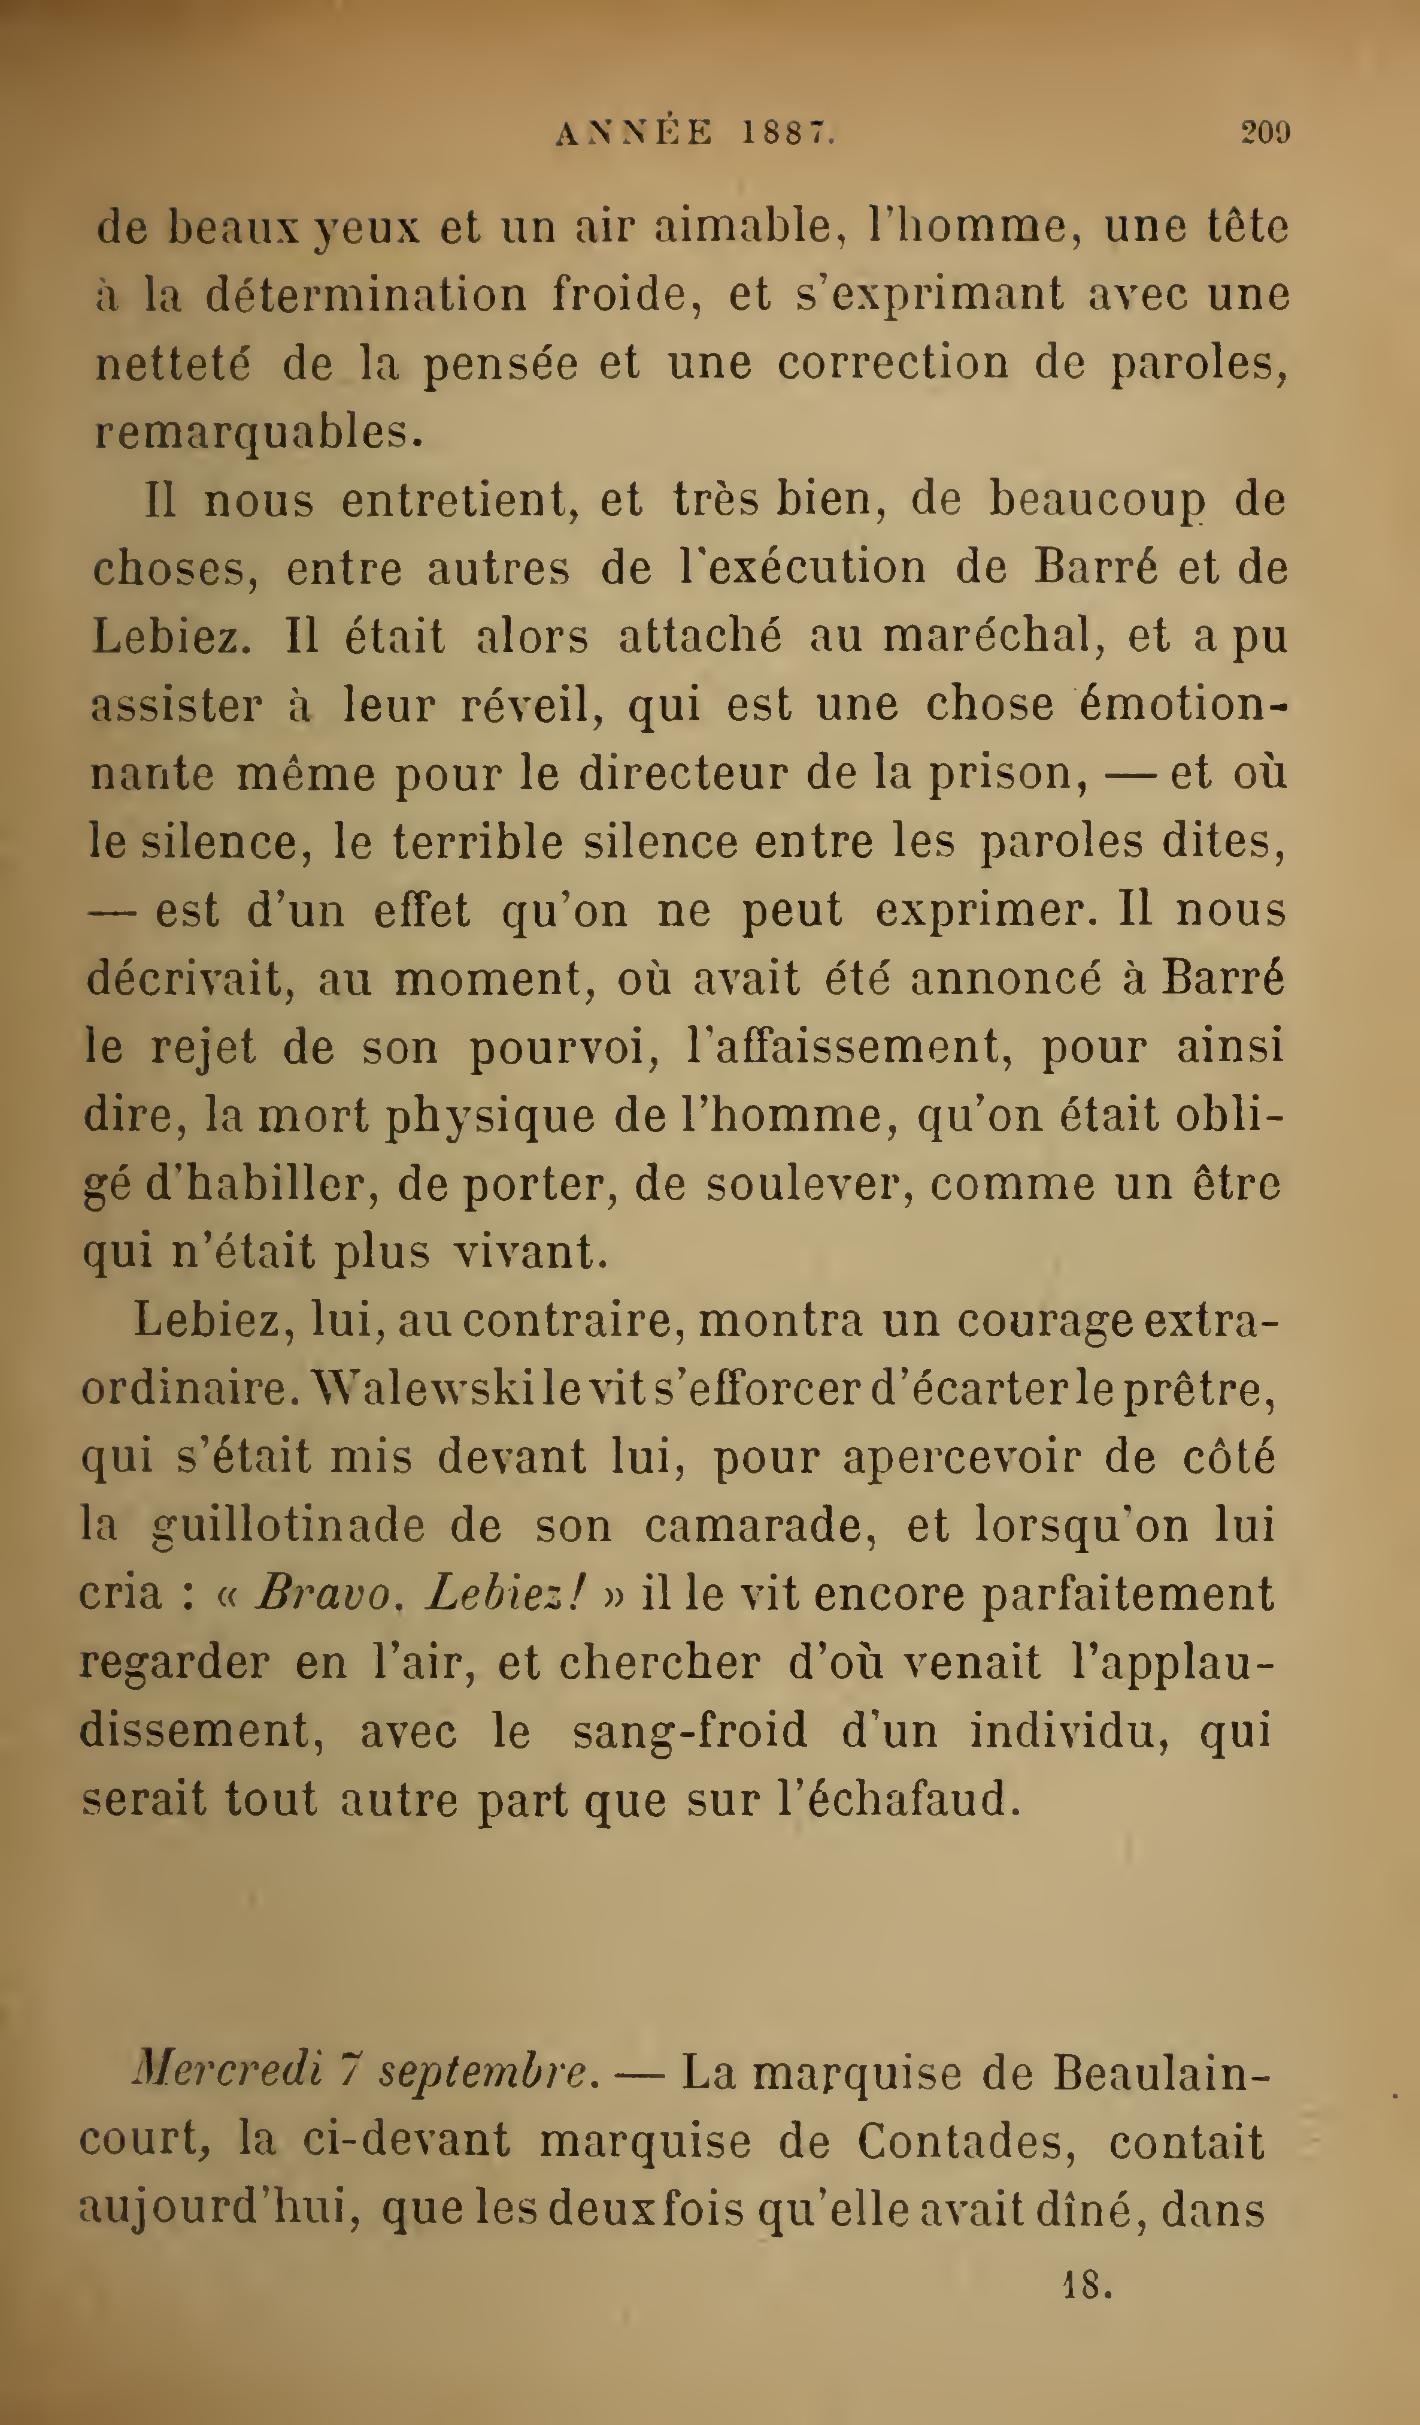 ANNÉE 1887. 209
de beaux yeux et un air aimable, l'homme, une tête
à la détermination froide, et s'exprimant avec une
netteté de la pensée et une correction de paroles,
remarquables.
Il nous entretient, et très bien, de beaucoup de
choses, entre autres de l'exécution de Barré et de
Lebiez. Il était alors attaché au maréchal, et a pu
assister à leur réveil, qui est une chose émotion-
nante même pour le directeur de la prison, — et où
le silence, le terrible silence entre les paroles dites,
— est d'un effet qu'on ne peut exprimer. Il nous
décrivait, au moment, où avait été annoncé à Barré
le rejet de son pourvoi, l'affaissement, pour ainsi
dire, la mort physique de l'homme, qu'on était obli-
gé d'habiller, de porter, de soulever, comme un être
qui n'était plus vivant.
Lebiez, lui, au contraire, montra un courage extra-
ordinaire. Walewski le vit s'efforcer d'écarter le prêtre,
qui s'était mis devant lui, pour apercevoir de côté
la guillotinade de son camarade, et lorsqu'on lui
cria : « Bravo, Lebiez! » il le vit encore parfaitement
regarder en l'air, et chercher d'où venait l'applau-
dissement, avec le sang-froid d'un individu, qui
serait tout autre part que sur l'échafaud.
Mercredi 7 septembre. — La marquise de Beaulain-
court, la ci-devant marquise de Contades, contait
aujourd'hui, que les deux fois qu'elle avait dîné, dans
18.